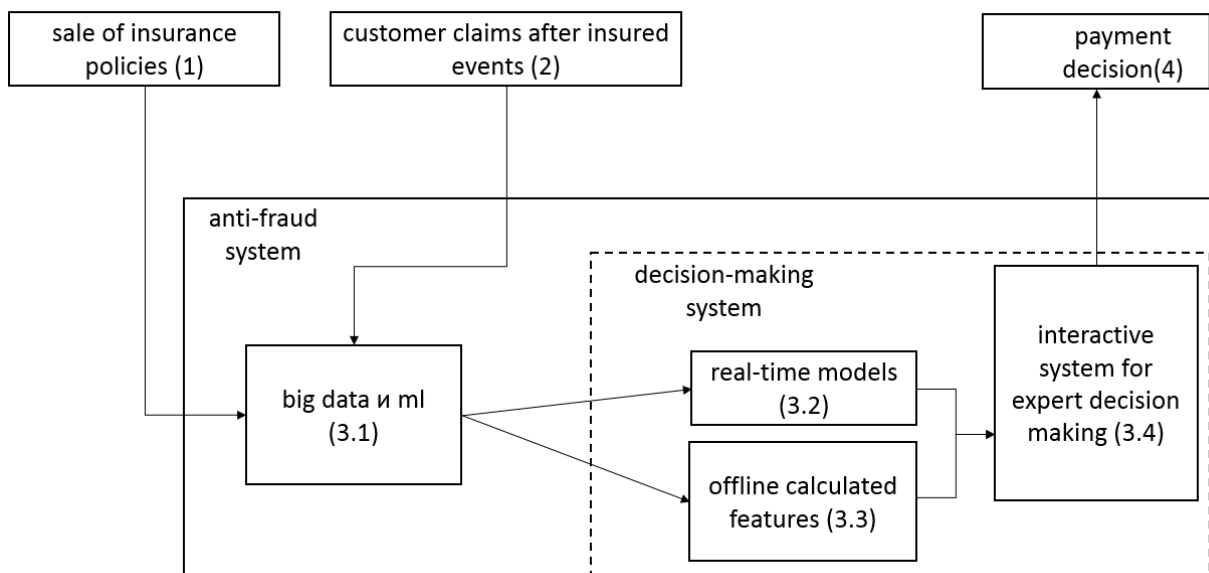 sale of insurance
policies (1)
customer claims after insured
events (2)
payment
decision(4)
anti-fraud
system
decision-making
system
big data и ml
(3.1)
real-time models
(3.2)
offline calculated
features (3.3)
interactive
system for
expert decision
making (3.4)